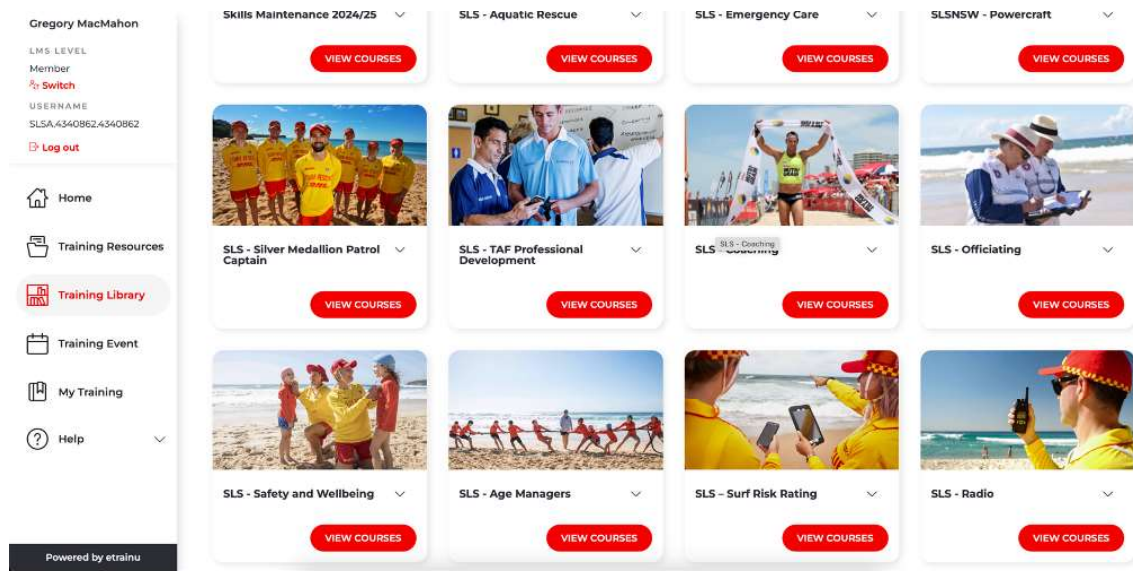 Gregory MacMahon
LMS LEVEL
Member
Switch
USERNAME
SLSA.4340862.4340862
Log out
Home
Training Resources
Training Library
Training Event
My Training
Help
Powered by etrainu
Skills Maintenance 2024/25
SLS - Aquatic Rescue
SLS - Emergency Care
SLSNSW - Powercraft
VIEW COURSES
VIEW COURSES
VIEW COURSES
VIEW COURSES
SLS - Silver Medallion Patrol
Captain
SLS - TAF Professional
Development
SLS - Coaching
SLS - Coaching
SLS - Officiating
VIEW COURSES
VIEW COURSES
VIEW COURSES
VIEW COURSES
SLS - Safety and Wellbeing
SLS - Age Managers
SLS – Surf Risk Rating
SLS - Radio
VIEW COURSES
VIEW COURSES
VIEW COURSES
VIEW COURSES